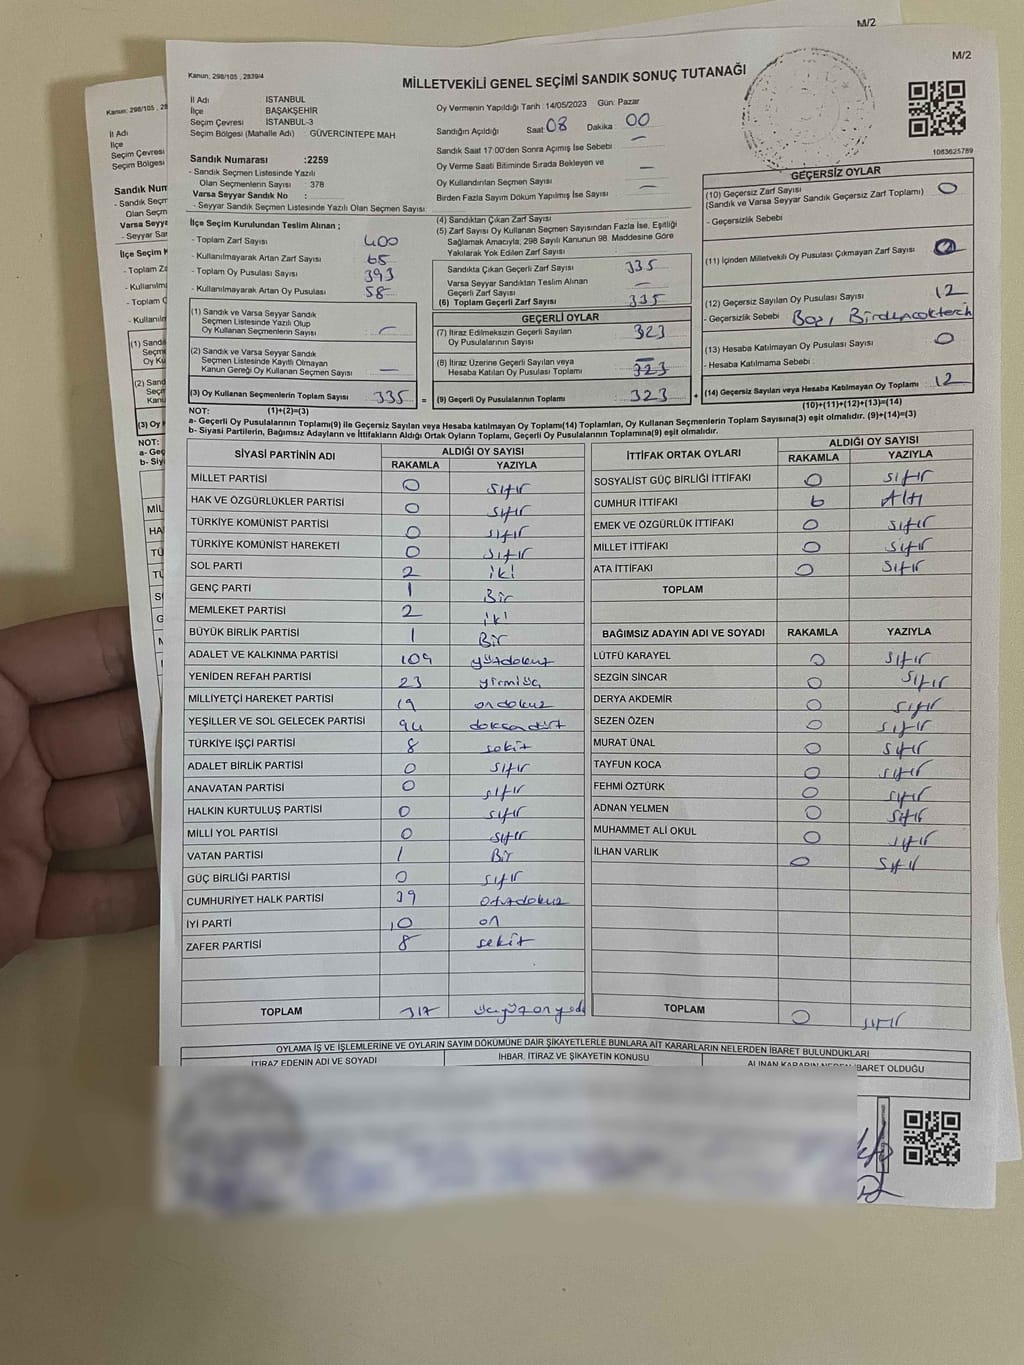 M/2
Kanun; 298/105 , 2839/4
M/2
MİLLETVEKİLİ GENEL SEÇİMİ SANDIK SONUÇ TUTANAĞI
İl Adı İSTANBUL
İlçe BAŞAKŞEHİR
Seçim Çevresi İSTANBUL-3
Seçim Bölgesi (Mahalle Adı) : GÜVERCİNTEPE MAH
Sandık Numarası :2259
- Sandık Seçmen Listesinde Yazılı
Olan Seçmenlerin Sayısı : 378
Varsa Seyyar Sandık No :
- Seyyar Sandık Seçmen Listesinde Yazılı Olan Seçmen Sayısı:
Oy Vermenin Yapıldığı Tarih : 14/05/2023 Gün: Pazar
Sandığın Açıldığı Saat: 08 Dakika : 00
Sandık Saat 17:00'den Sonra Açımış İse Sebebi —
Oy Verme Saati Bitiminde Sırada Bekleyen ve
Oy Kullandırılan Seçmen Sayısı —
Birden Fazla Sayım Döküm Yapılmış İse Sayısı —
1083625789
İlçe Seçim Kurulundan Teslim Alınan ;
- Toplam Zarf Sayısı 400
- Kullanılmayarak Artan Zarf Sayısı 65
- Toplam Oy Pusulası Sayısı 393
- Kullanılmayarak Artan Oy Pusulası 58
(1) Sandık ve Varsa Seyyar Sandık
Seçmen Listesinde Yazılı Olup
Oy Kullanan Seçmenlerin Sayısı —
(2) Sandık ve Varsa Seyyar Sandık
Seçmen Listesinde Kayıtlı Olmayan
Kanun Gereği Oy Kullanan Seçmen Sayısı —
(3) Oy Kullanan Seçmenlerin Toplam Sayısı 335
(4) Sandıktan Çıkan Zarf Sayısı
(5) Zarf Sayısı Oy Kullanan Seçmen Sayısından Fazla İse, Eşitliği
Sağlamak Amacıyla; 298 Sayılı Kanunun 98. Maddesine Göre
Yakılarak Yok Edilen Zarf Sayısı
Sandıkta Çıkan Geçerli Zarf Sayısı 335
Varsa Seyyar Sandıktan Teslim Alınan
Geçerli Zarf Sayısı —
(6) Toplam Geçerli Zarf Sayısı 335
GEÇERLİ OYLAR
(7) İtiraz Edilmeksizin Geçerli Sayılan
Oy Pusulalarının Sayısı 323
(8) İtiraz Üzerine Geçerli Sayılan veya
Hesaba Katılan Oy Pusulası Toplamı
= (9) Geçerli Oy Pusulalarının Toplamı 323 +
GEÇERSİZ OYLAR
(10) Geçersiz Zarf Sayısı 0
(Sandık ve Varsa Seyyar Sandık Geçersiz Zarf Toplamı)
- Geçersizlik Sebebi
(11) İçinden Milletvekili Oy Pusulası Çıkmayan Zarf Sayısı
(12) Geçersiz Sayılan Oy Pusulası Sayısı 12
- Geçersizlik Sebebi Boş,
(13) Hesaba Katılmayan Oy Pusulası Sayısı 0
- Hesaba Katılmama Sebebi :
(14) Geçersiz Sayılan veya Hesaba Katılmayan Oy Toplamı 12
NOT: (1)+(2)=(3)
(10)+(11)+(12)+(13)=(14)
a- Geçerli Oy Pusulalarının Toplamı(9) ile Geçersiz Sayılan veya Hesaba Katılmayan Oy Toplamı(14) Toplamları, Oy Kullanan Seçmenlerin Toplam Sayısına(3) eşit olmalıdır. (9)+(14)=(3)
b- Siyasi Partilerin, Bağımsız Adayların ve İttifakların Aldığı Ortak Oyların Toplamı, Geçerli Oy Pusulalarının Toplamına(9) eşit olmalıdır.
SİYASİ PARTİNİN ADI ALDIĞI OY SAYISI
RAKAMLA YAZIYLA
MİLLET PARTİSİ 0 sıfır
HAK VE ÖZGÜRLÜKLER PARTİSİ 0 sıfır
TÜRKİYE KOMÜNİST PARTİSİ 0 sıfır
TÜRKİYE KOMÜNİST HAREKETİ 0 sıfır
SOL PARTİ 2 iki
GENÇ PARTİ 1 Bir
MEMLEKET PARTİSİ 2 iki
BÜYÜK BİRLİK PARTİSİ 1 Bir
ADALET VE KALKINMA PARTİSİ 109 yüzdokuz
YENİDEN REFAH PARTİSİ 23 yirmiüç
MİLLİYETÇİ HAREKET PARTİSİ 19 ondokuz
YEŞİLLER VE SOL GELECEK PARTİSİ 94 doksandört
TÜRKİYE İŞÇİ PARTİSİ 8 sekiz
ADALET BİRLİK PARTİSİ 0 sıfır
ANAVATAN PARTİSİ 0 sıfır
HALKIN KURTULUŞ PARTİSİ 0 sıfır
MİLLİ YOL PARTİSİ 0 sıfır
VATAN PARTİSİ 1 Bir
GÜÇ BİRLİĞİ PARTİSİ 0 sıfır
CUMHURİYET HALK PARTİSİ 39 otuzdokuz
İYİ PARTİ 10 on
ZAFER PARTİSİ 8 sekiz
TOPLAM 317
İTTİFAK ORTAK OYLARI ALDIĞI OY SAYISI
RAKAMLA YAZIYLA
SOSYALİST GÜÇ BİRLİĞİ İTTİFAKI 0 sıfır
CUMHUR İTTİFAKI 6 Altı
EMEK VE ÖZGÜRLÜK İTTİFAKI 0 sıfır
MİLLET İTTİFAKI 0 sıfır
ATA İTTİFAKI 0 sıfır
TOPLAM
BAĞIMSIZ ADAYIN ADI VE SOYADI RAKAMLA YAZIYLA
LÜTFÜ KARAYEL 0 sıfır
SEZGİN SİNCAR 0 sıfır
DERYA AKDEMİR 0 sıfır
SEZEN ÖZEN 0 sıfır
MURAT ÜNAL 0 sıfır
TAYFUN KOCA 0 sıfır
FEHMİ ÖZTÜRK 0 sıfır
ADNAN YELMEN 0 sıfır
MUHAMMET ALİ OKUL 0 sıfır
İLHAN VARLIK 0 sıfır
TOPLAM 0 sıfır
OYLAMA İŞ VE İŞLEMLERİNE VE OYLARIN SAYIM DÖKÜMÜNE DAİR ŞİKAYETLERLE BUNLARA AİT KARARLARIN NELERDEN İBARET BULUNDUKLARI
İTİRAZ EDENİN ADI VE SOYADI İHBAR, İTİRAZ VE ŞİKAYETİN KONUSU ALINAN KARARIN NEDEN İBARET OLDUĞU